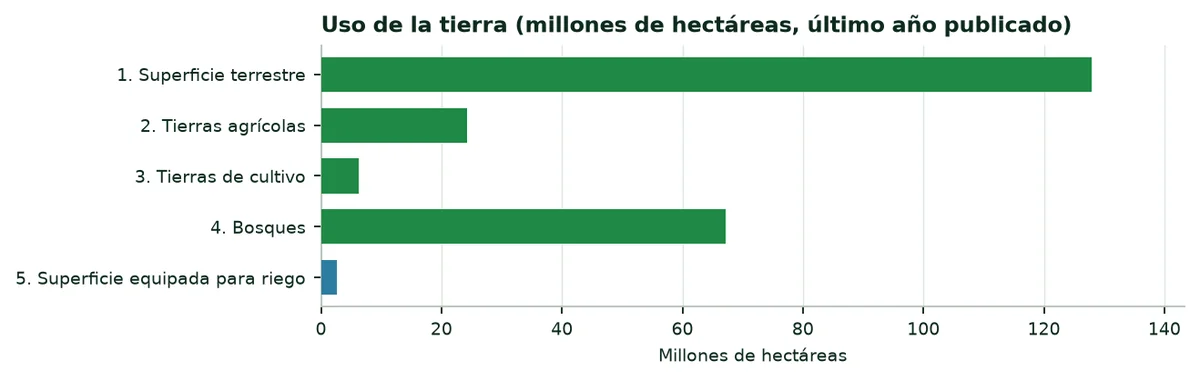 Uso de la tierra (millones de hectáreas, último año publicado)
1. Superficie terrestre
2. Tierras agrícolas
3. Tierras de cultivo
4. Bosques
5. Superficie equipada para riego
0 20 40 60 80 100 120 140
Millones de hectáreas